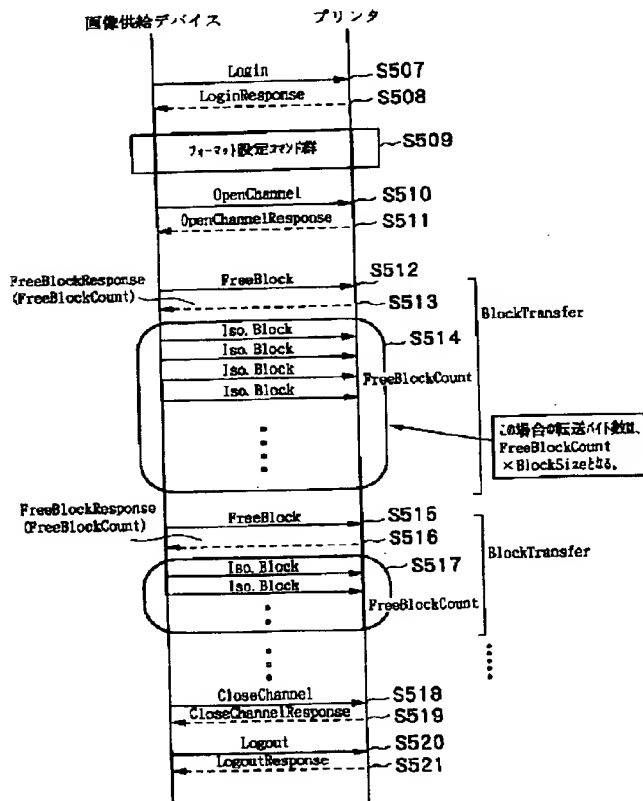 画像供給デバイス
プリンタ
Login
S507
LoginResponse
S508
フォーマット設定コマンド群
S509
OpenChannel
S510
OpenChannelResponse
S511
FreeBlockResponse
(FreeBlockCount)
FreeBlock
S512
S513
BlockTransfer
Iso.Block
S514
Iso.Block
Iso.Block
FreeBlockCount
Iso.Block
この場合の転送バイト数は、
FreeBlockCount
×BlockSizeとなる。
FreeBlockResponse
(FreeBlockCount)
FreeBlock
S515
S516
BlockTransfer
Iso.Block
S517
Iso.Block
FreeBlockCount
CloseChannel
S518
CloseChannelResponse
S519
Logout
S520
LogoutResponse
S521